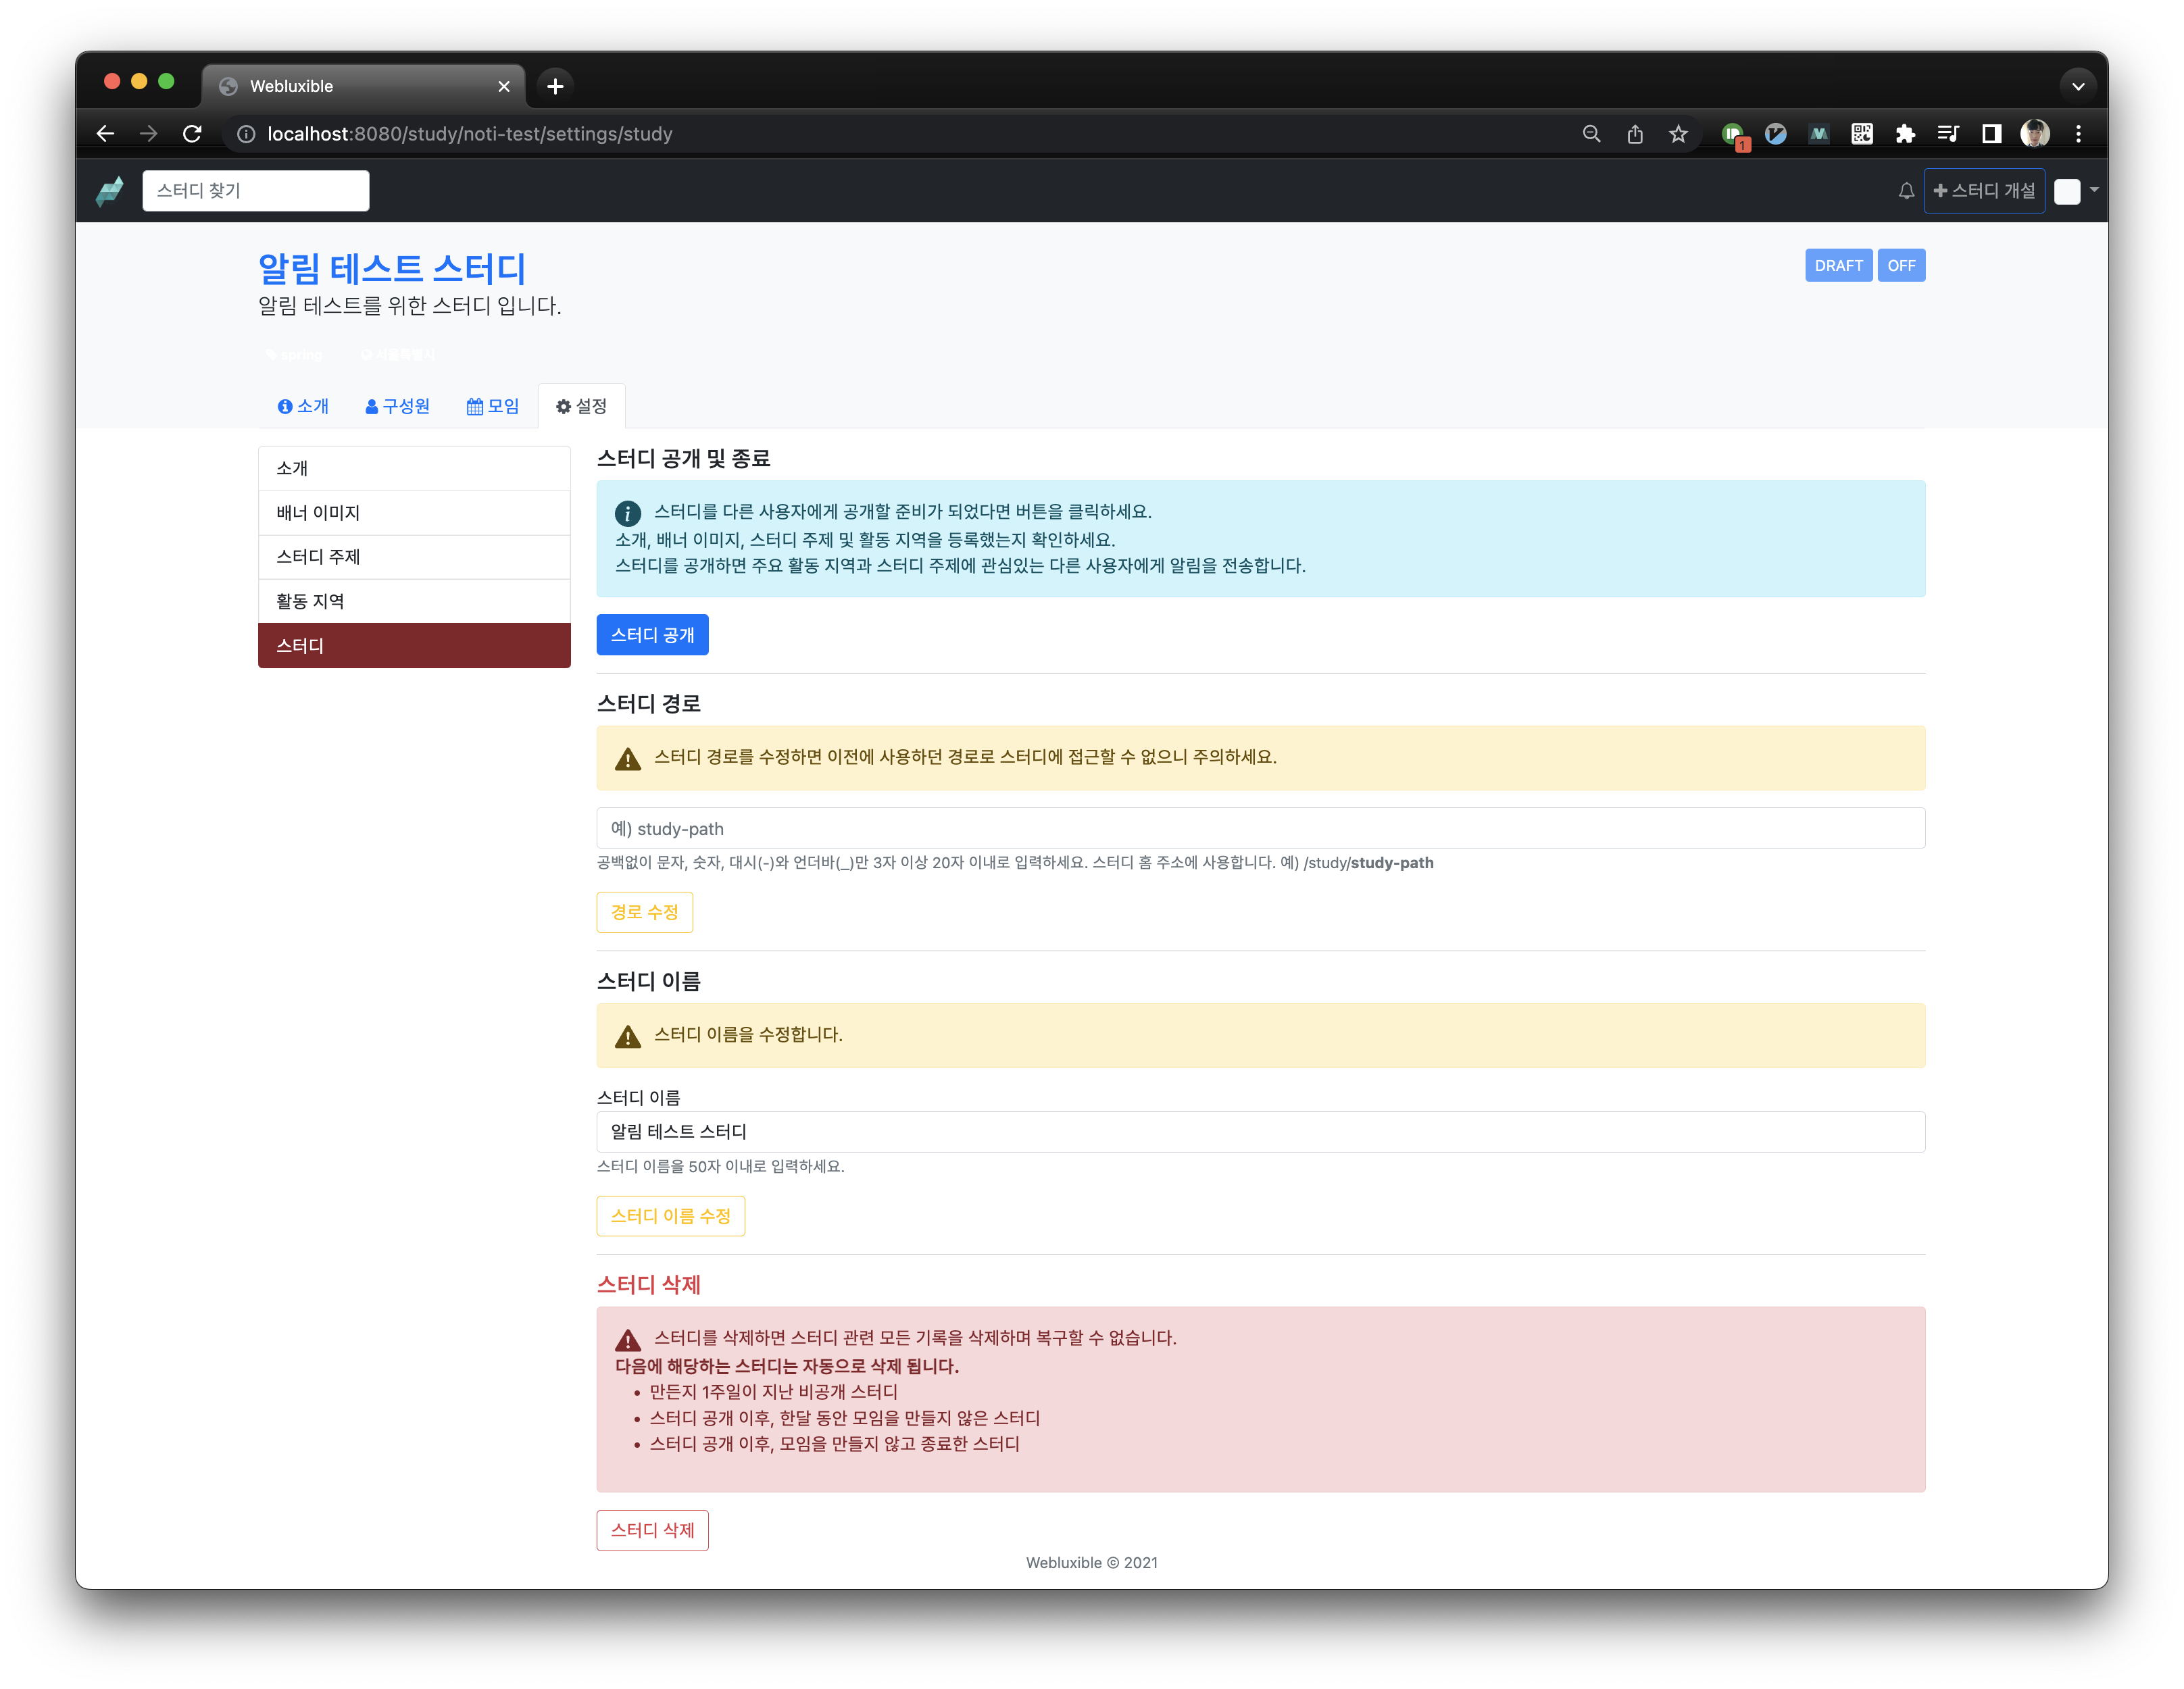 Webluxible
localhost:8080/study/noti-test/settings/study
1
스터디 찾기
스터디 개설
알림 테스트 스터디
DRAFT OFF
알림 테스트를 위한 스터디 입니다.
spring 서울특별시
소개 구성원 모임 설정
소개
배너 이미지
스터디 주제
활동 지역
스터디
스터디 공개 및 종료
스터디를 다른 사용자에게 공개할 준비가 되었다면 버튼을 클릭하세요.
소개, 배너 이미지, 스터디 주제 및 활동 지역을 등록했는지 확인하세요.
스터디를 공개하면 주요 활동 지역과 스터디 주제에 관심있는 다른 사용자에게 알림을 전송합니다.
스터디 공개
스터디 경로
스터디 경로를 수정하면 이전에 사용하던 경로로 스터디에 접근할 수 없으니 주의하세요.
예) study-path
공백없이 문자, 숫자, 대시(-)와 언더바(_)만 3자 이상 20자 이내로 입력하세요. 스터디 홈 주소에 사용합니다. 예) /study/study-path
경로 수정
스터디 이름
스터디 이름을 수정합니다.
스터디 이름
알림 테스트 스터디
스터디 이름을 50자 이내로 입력하세요.
스터디 이름 수정
스터디 삭제
스터디를 삭제하면 스터디 관련 모든 기록을 삭제하며 복구할 수 없습니다.
다음에 해당하는 스터디는 자동으로 삭제 됩니다.
• 만든지 1주일이 지난 비공개 스터디
• 스터디 공개 이후, 한달 동안 모임을 만들지 않은 스터디
• 스터디 공개 이후, 모임을 만들지 않고 종료한 스터디
스터디 삭제
Webluxible © 2021